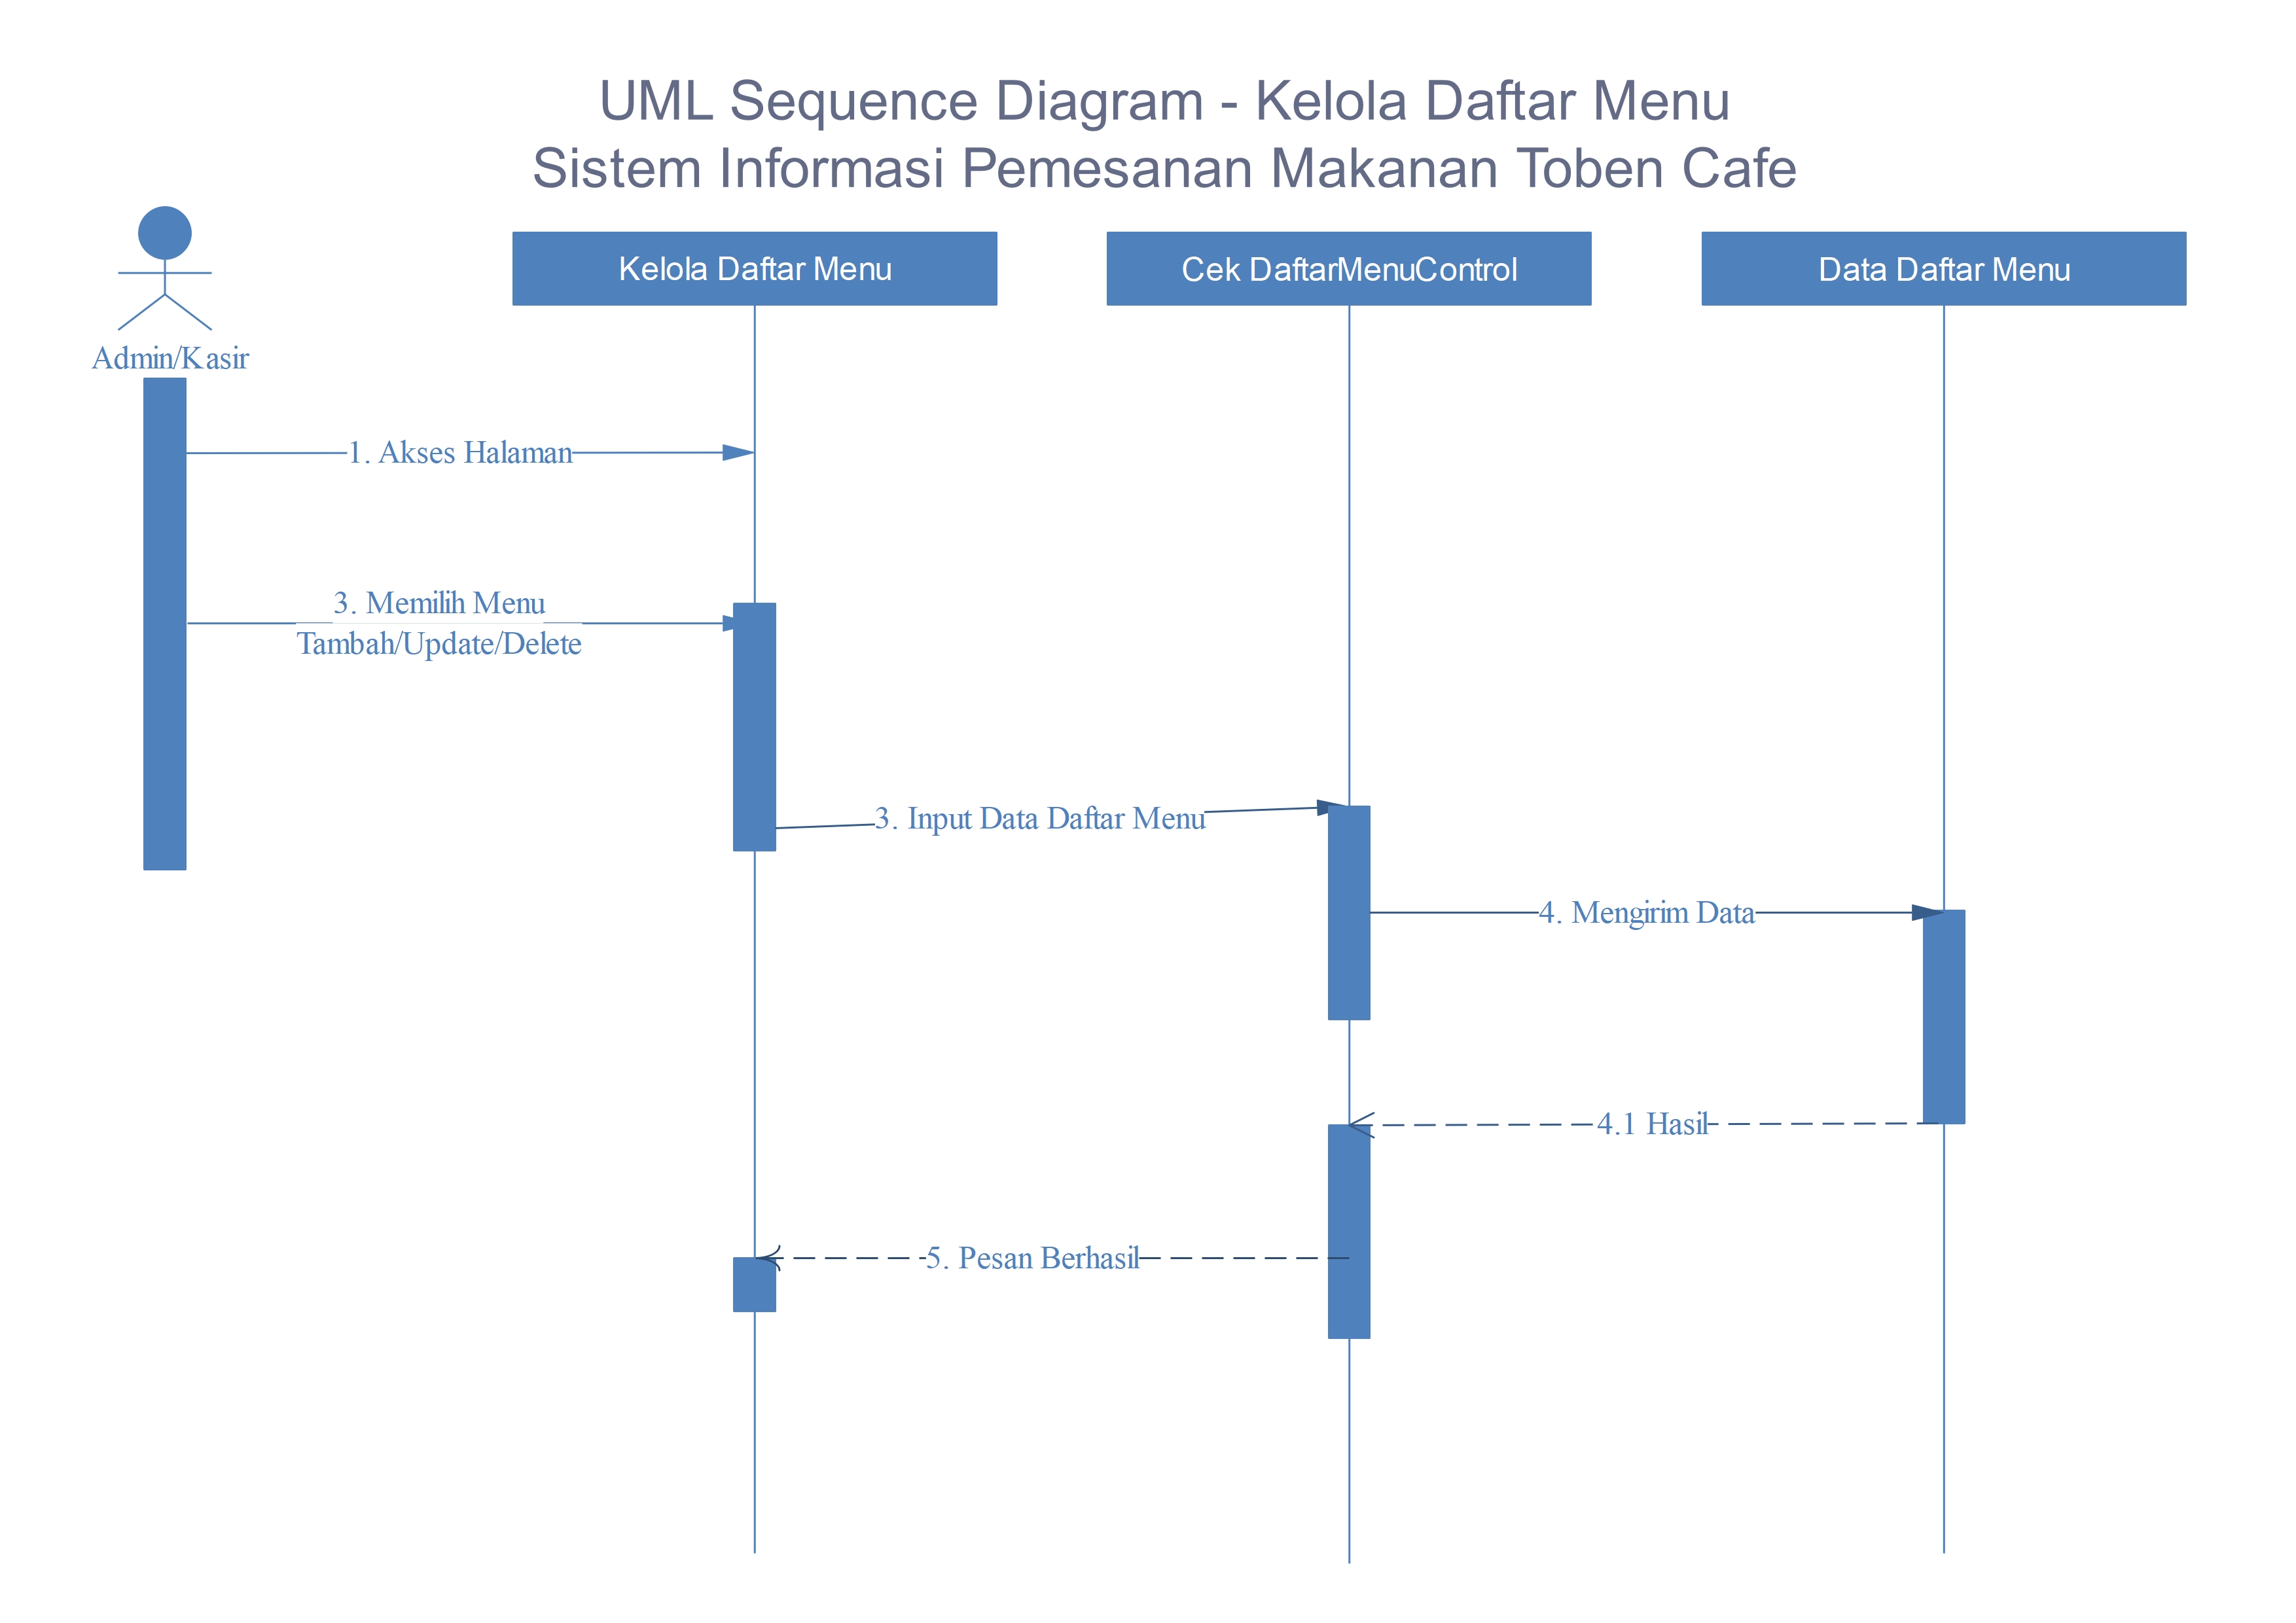 UML Sequence Diagram - Kelola Daftar Menu
Sistem Informasi Pemesanan Makanan Toben Cafe
Kelola Daftar Menu
Cek DaftarMenuControl
Data Daftar Menu
Admin/Kasir
1. Akses Halaman
3. Memilih Menu
Tambah/Update/Delete
3. Input Data Daftar Menu
4. Mengirim Data
4.1 Hasil
5. Pesan Berhasil